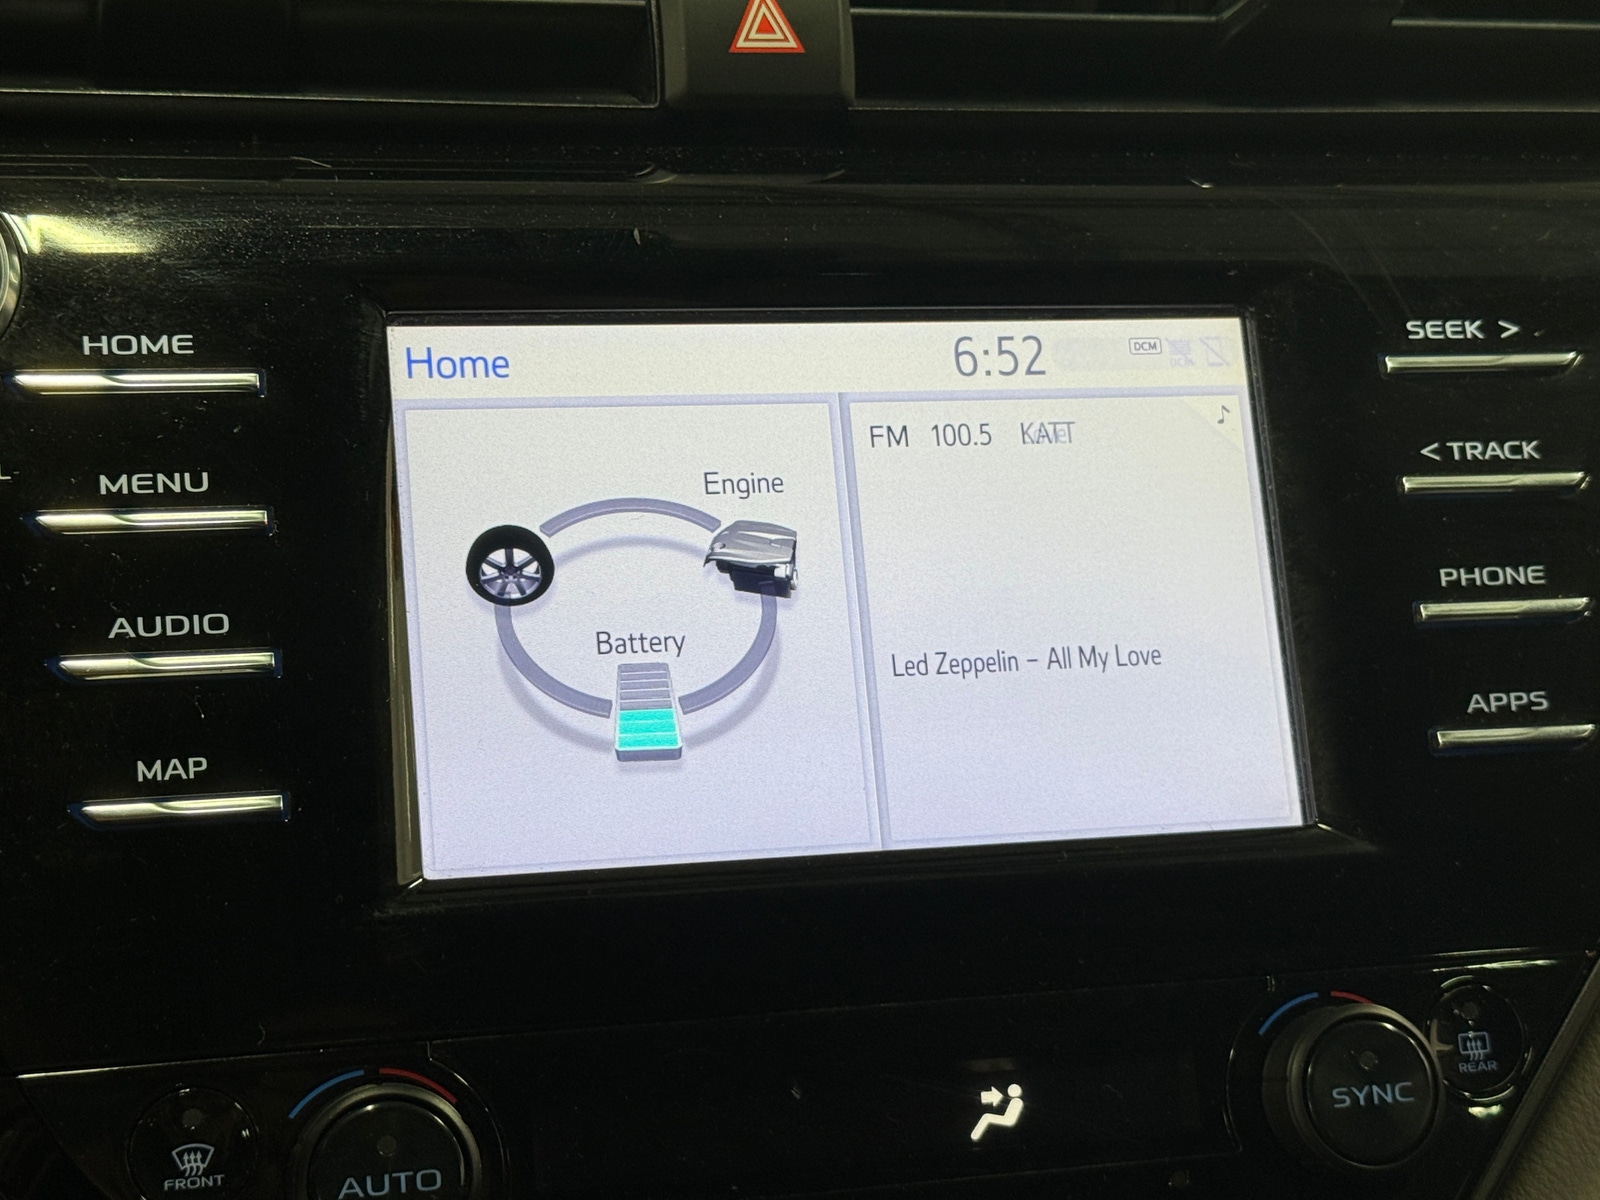 HOME
MENU
AUDIO
MAP
Home
6:52
DCM
Engine
Battery
FM 100.5 KATT
Led Zeppelin – All My Love
SEEK >
< TRACK
PHONE
APPS
FRONT
AUTO
SYNC
REAR